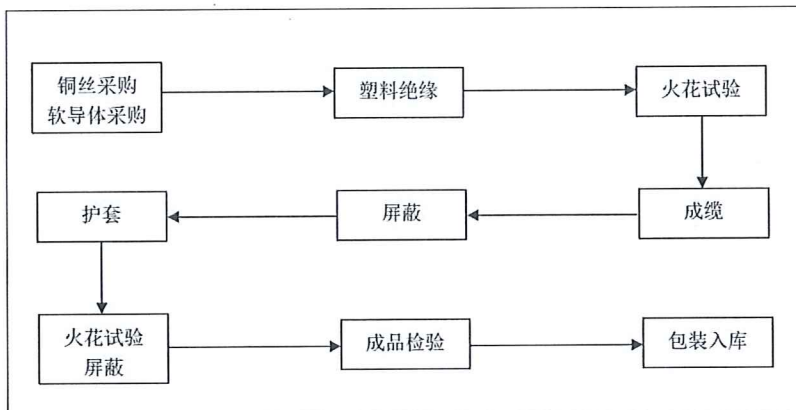 铜丝采购
软导体采购
塑料绝缘
火花试验
成缆
屏蔽
护套
火花试验
屏蔽
成品检验
包装入库